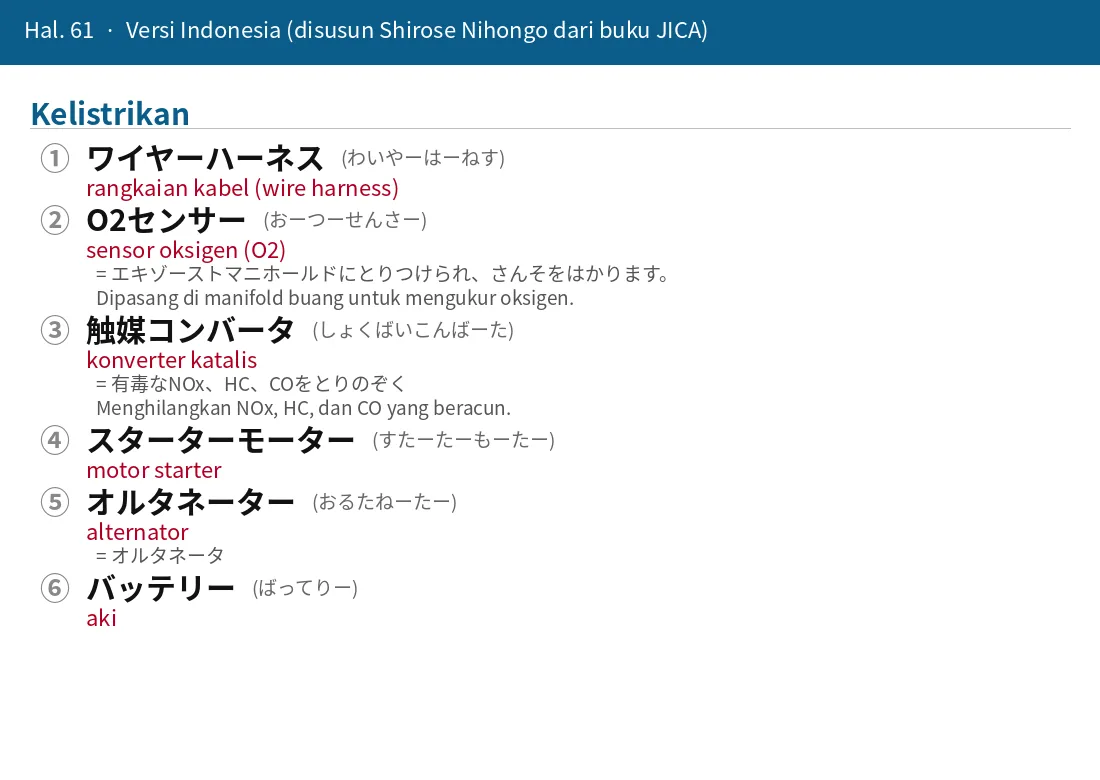 Hal. 61 · Versi Indonesia (disusun Shirose Nihongo dari buku JICA)
Kelistrikan
① ワイヤーハーネス (わいやーはーねす)
rangkaian kabel (wire harness)
② O2センサー (おーつーせんさー)
sensor oksigen (O2)
= エキゾーストマニホールドにとりつけられ、さんそをはかります。
Dipasang di manifold buang untuk mengukur oksigen.
③ 触媒コンバータ (しょくばいこんばーた)
konverter katalis
= 有毒なNOx、HC、COをとりのぞく
Menghilangkan NOx, HC, dan CO yang beracun.
④ スターターモーター (すたーたーもーたー)
motor starter
⑤ オルタネーター (おるたねーたー)
alternator
= オルタネータ
⑥ バッテリー (ばってりー)
aki